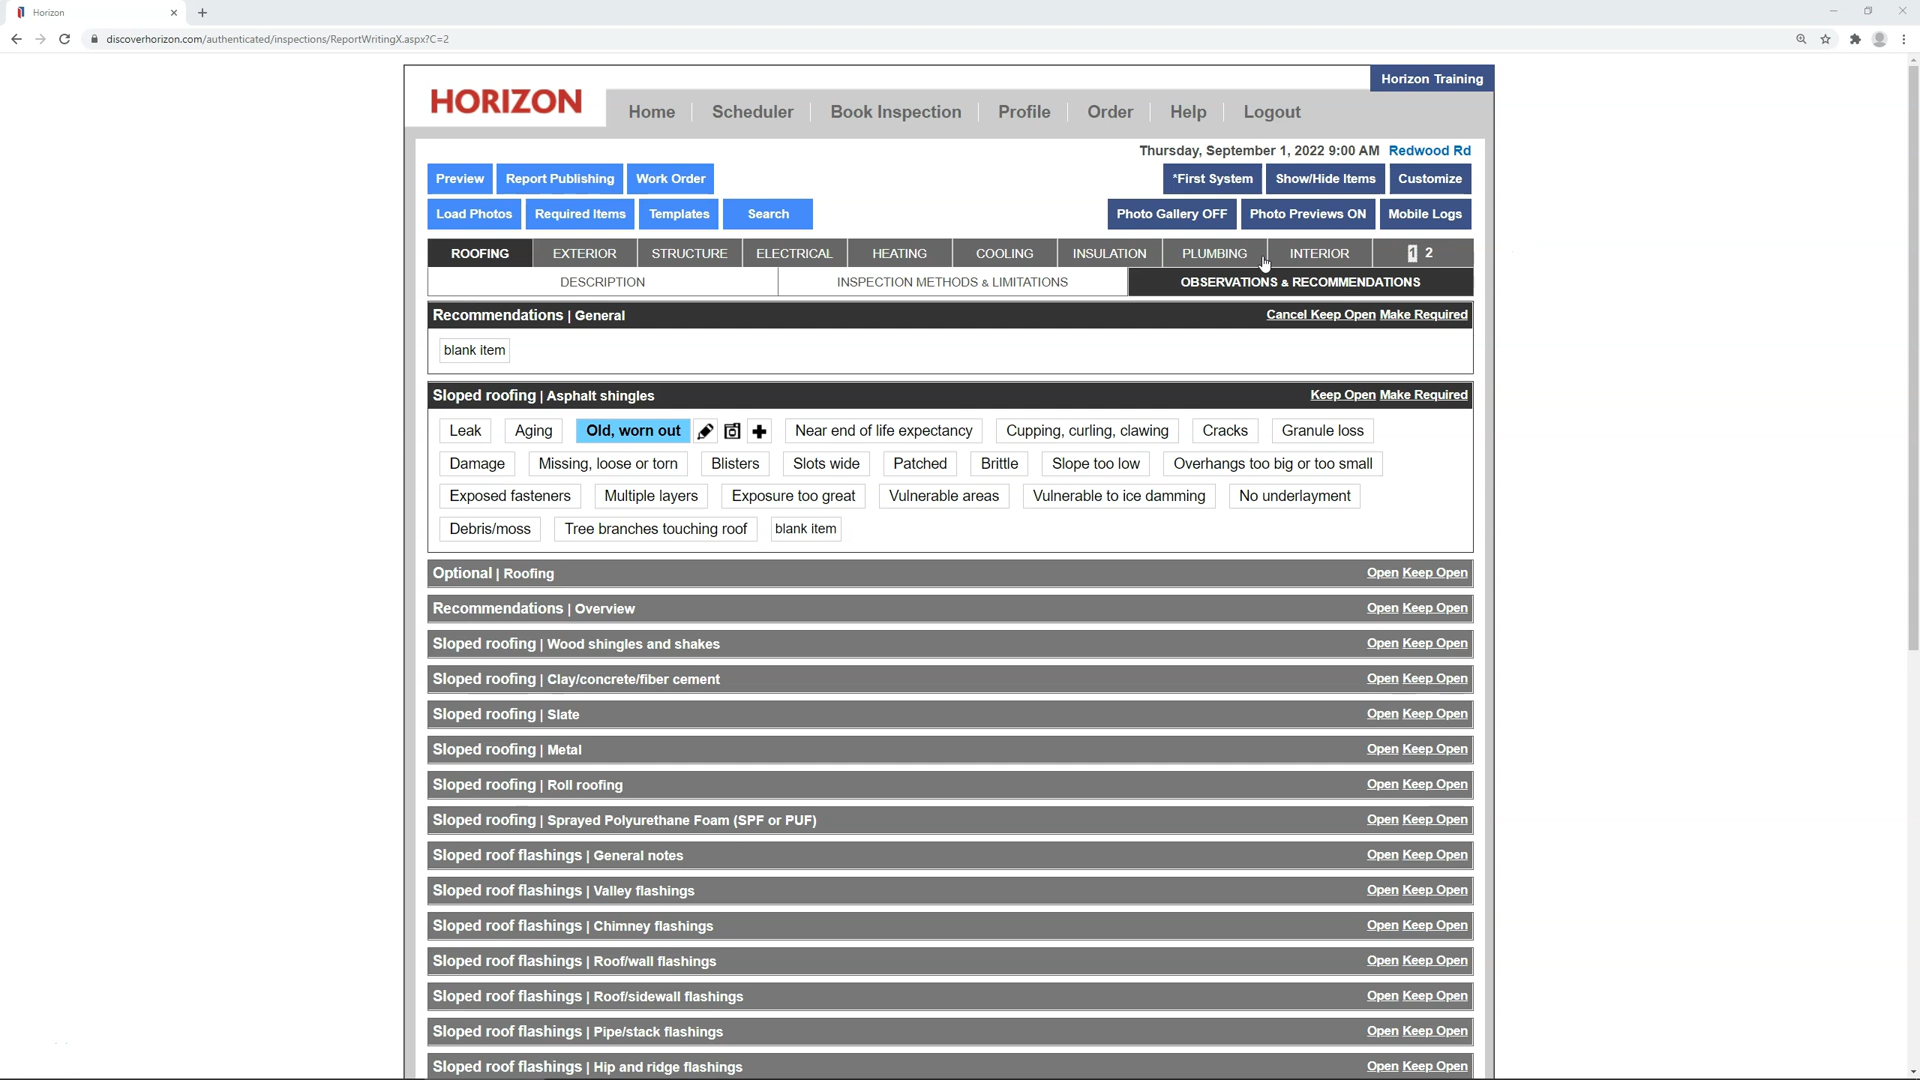 Horizon
discoverhorizon.com/authenticated/inspections/ReportWritingX.aspx?C=2
Horizon Training
HORIZON
Home Scheduler Book Inspection Profile Order Help Logout
Thursday, September 1, 2022 9:00 AM Redwood Rd
Preview Report Publishing Work Order *First System Show/Hide Items Customize
Load Photos Required Items Templates Search Photo Gallery OFF Photo Previews ON Mobile Logs
ROOFING EXTERIOR STRUCTURE ELECTRICAL HEATING COOLING INSULATION PLUMBING INTERIOR 1 2
DESCRIPTION INSPECTION METHODS & LIMITATIONS OBSERVATIONS & RECOMMENDATIONS
Recommendations | General Cancel Keep Open Make Required
blank item
Sloped roofing | Asphalt shingles Keep Open Make Required
Leak Aging Old, worn out Near end of life expectancy Cupping, curling, clawing Cracks Granule loss
Damage Missing, loose or torn Blisters Slots wide Patched Brittle Slope too low Overhangs too big or too small
Exposed fasteners Multiple layers Exposure too great Vulnerable areas Vulnerable to ice damming No underlayment
Debris/moss Tree branches touching roof blank item
Optional | Roofing Open Keep Open
Recommendations | Overview Open Keep Open
Sloped roofing | Wood shingles and shakes Open Keep Open
Sloped roofing | Clay/concrete/fiber cement Open Keep Open
Sloped roofing | Slate Open Keep Open
Sloped roofing | Metal Open Keep Open
Sloped roofing | Roll roofing Open Keep Open
Sloped roofing | Sprayed Polyurethane Foam (SPF or PUF) Open Keep Open
Sloped roof flashings | General notes Open Keep Open
Sloped roof flashings | Valley flashings Open Keep Open
Sloped roof flashings | Chimney flashings Open Keep Open
Sloped roof flashings | Roof/wall flashings Open Keep Open
Sloped roof flashings | Roof/sidewall flashings Open Keep Open
Sloped roof flashings | Pipe/stack flashings Open Keep Open
Sloped roof flashings | Hip and ridge flashings Open Keep Open